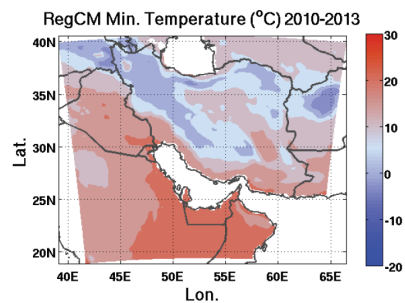 RegCM Min. Temperature (°C) 2010-2013
40N
35N
30N
25N
20N
Lat.
40E 45E 50E 55E 60E 65E
Lon.
30
20
10
0
-10
-20